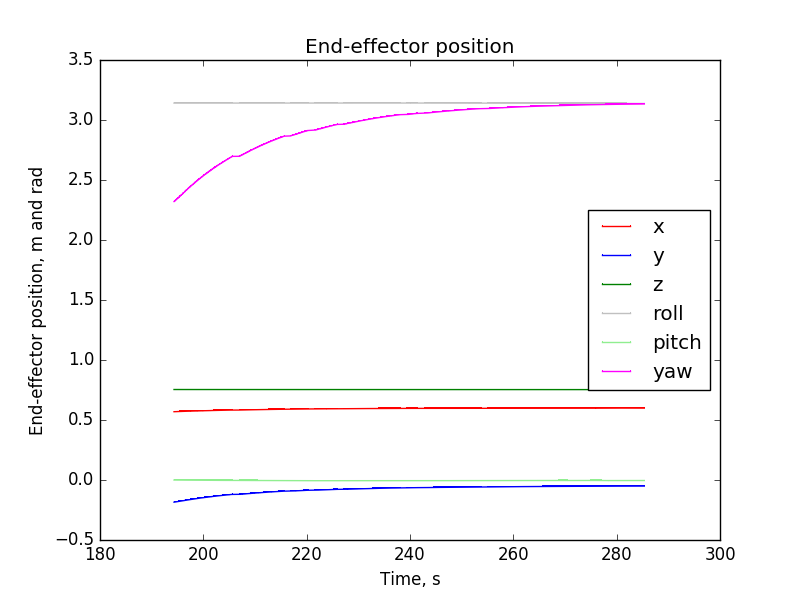 End-effector position
3.5
3.0
2.5
2.0
1.5
1.0
0.5
0.0
−0.5
End-effector position, m and rad
x
y
z
roll
pitch
yaw
180 200 220 240 260 280 300
Time, s